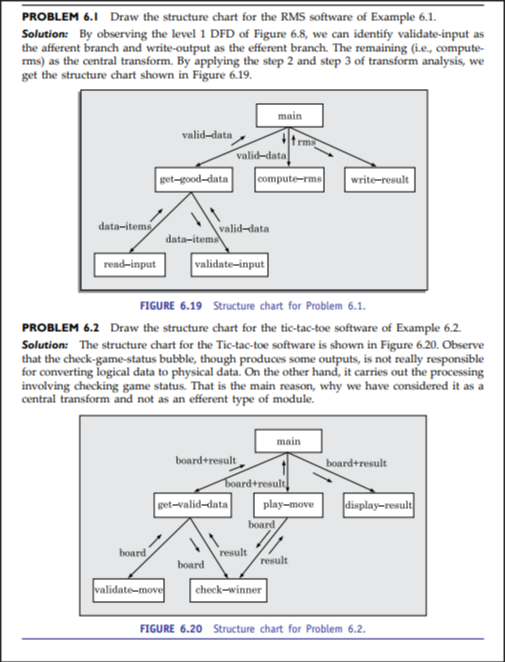 PROBLEM 6.1 Draw the structure chart for the RMS software of Example 6.1.
Solution: By observing the level 1 DFD of Figure 6.8, we can identify validate-input as
the afferent branch and write-output as the efferent branch. The remaining (i.e., compute-
rms) as the central transform. By applying the step 2 and step 3 of transform analysis, we
get the structure chart shown in Figure 6.19.
main
valid–data
rms
valid–data
get–good–data
compute–rms
write–result
data–items
valid–data
data–items
read–input
validate–input
FIGURE 6.19 Structure chart for Problem 6.1.
PROBLEM 6.2 Draw the structure chart for the tic-tac-toe software of Example 6.2.
Solution: The structure chart for the Tic-tac-toe software is shown in Figure 6.20. Observe
that the check-game-status bubble, though produces some outputs, is not really responsible
for converting logical data to physical data. On the other hand, it carries out the processing
involving checking game status. That is the main reason, why we have considered it as a
central transform and not as an efferent type of module.
main
board+result
board+result
board+result
get–valid–data
play–move
display–result
board
board
result
board
result
validate–move
check–winner
FIGURE 6.20 Structure chart for Problem 6.2.